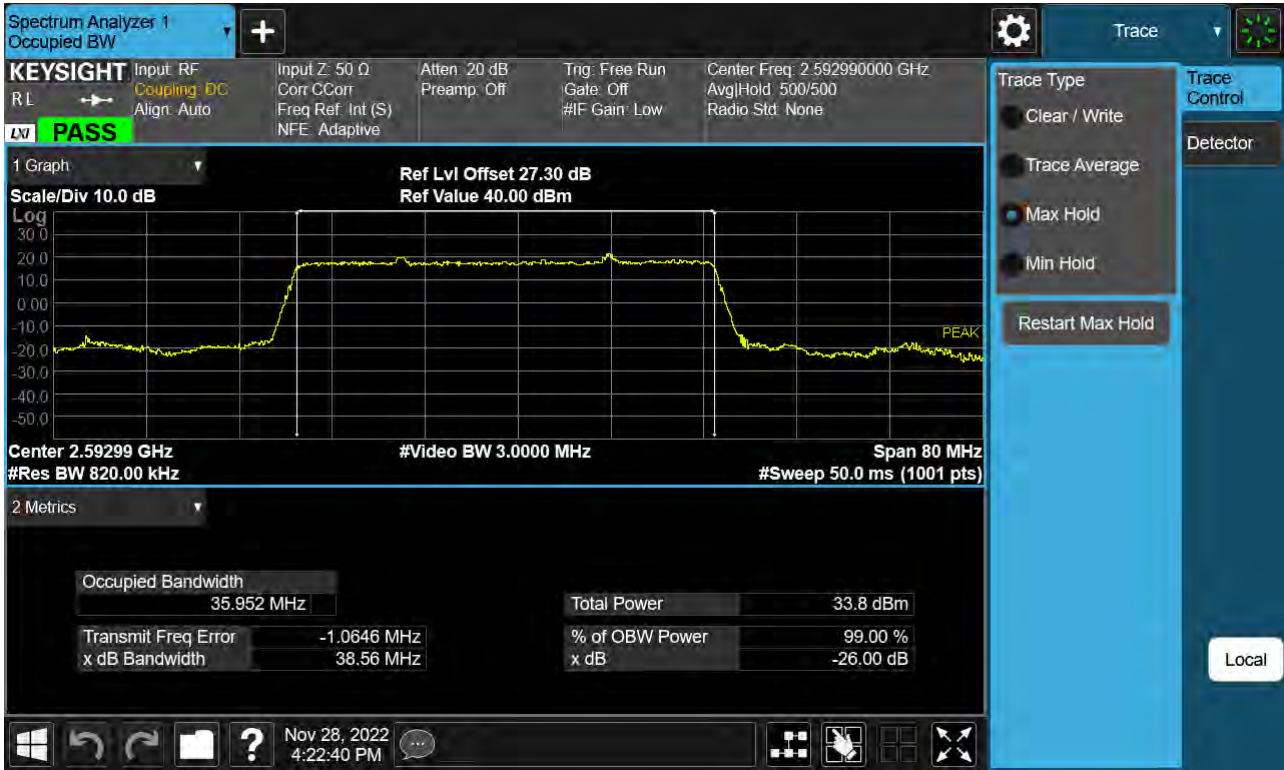 Spectrum Analyzer 1
Occupied BW
Trace
KEYSIGHT
Input: RF
Coupling: DC
Align: Auto
Input Z: 50 Ω
Corr CCorr
Freq Ref: Int (S)
NFE: Adaptive
Atten: 20 dB
Preamp: Off
Trig: Free Run
Gate: Off
#IF Gain: Low
Center Freq: 2.592990000 GHz
Avg|Hold: 500/500
Radio Std: None
R L
LXI
PASS
1 Graph
Scale/Div 10.0 dB
Ref Lvl Offset 27.30 dB
Ref Value 40.00 dBm
Log
30.0
20.0
10.0
0.00
-10.0
-20.0
-30.0
-40.0
-50.0
PEAK
Center 2.59299 GHz
#Video BW 3.0000 MHz
Span 80 MHz
#Res BW 820.00 kHz
#Sweep 50.0 ms (1001 pts)
2 Metrics
Occupied Bandwidth
35.952 MHz
Total Power 33.8 dBm
Transmit Freq Error -1.0646 MHz
% of OBW Power 99.00 %
x dB Bandwidth 38.56 MHz
x dB -26.00 dB
Trace Type
Clear / Write
Trace Average
Max Hold
Min Hold
Restart Max Hold
Trace
Control
Detector
Local
?
Nov 28, 2022
4:22:40 PM